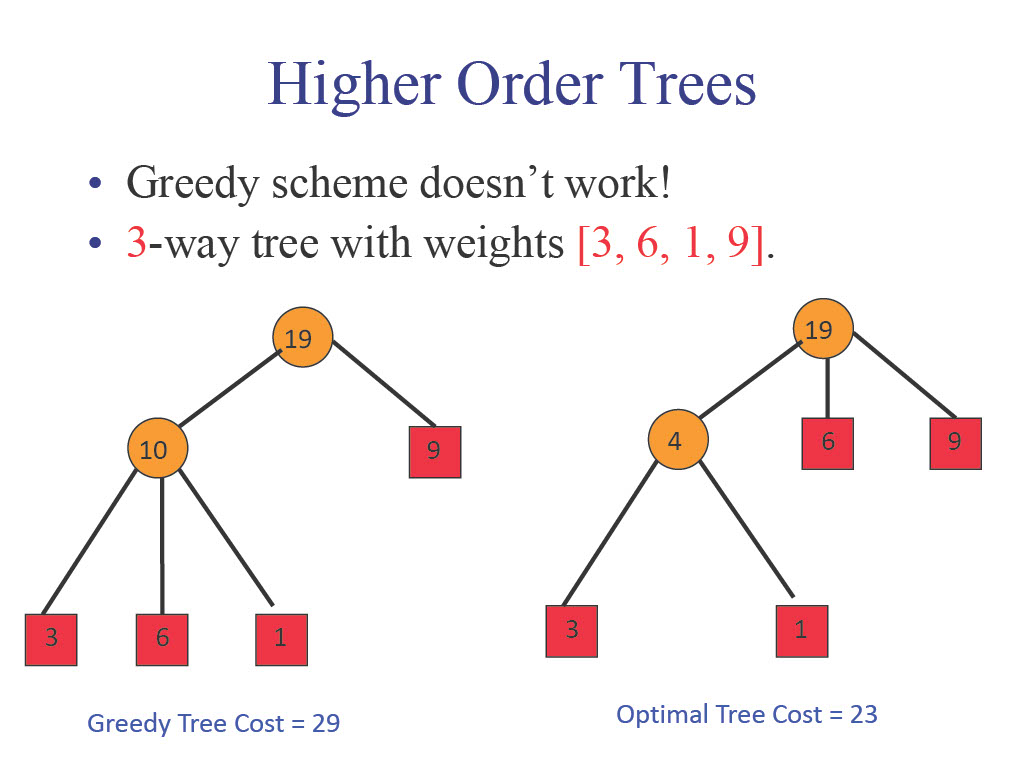 Higher Order Trees
• Greedy scheme doesn’t work!
• 3-way tree with weights [3, 6, 1, 9].
19
10
9
3 6 1
Greedy Tree Cost = 29
19
4 6 9
3 1
Optimal Tree Cost = 23